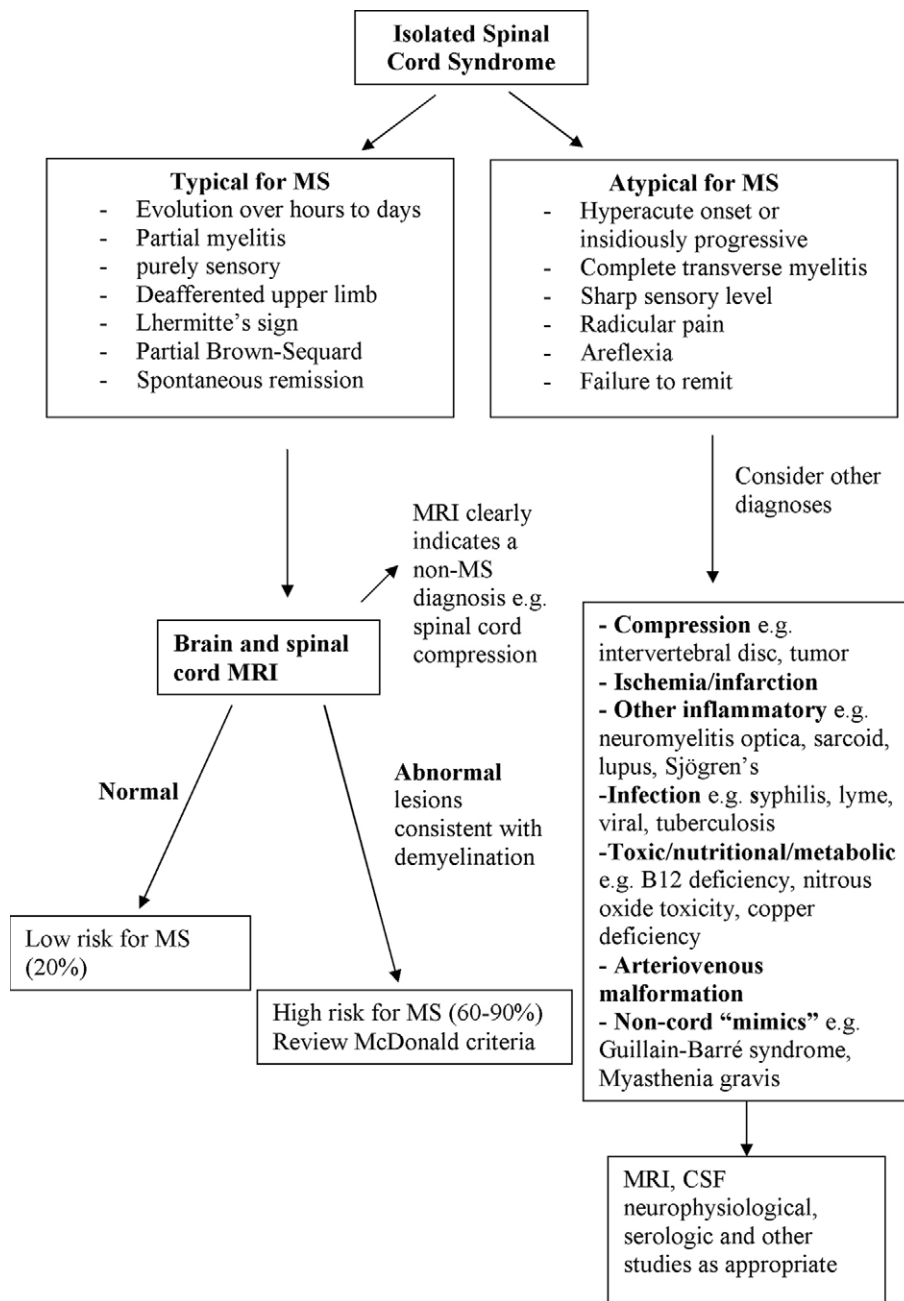 Isolated Spinal
Cord Syndrome
Typical for MS
- Evolution over hours to days
- Partial myelitis
- purely sensory
- Deafferented upper limb
- Lhermitte’s sign
- Partial Brown-Sequard
- Spontaneous remission
Atypical for MS
- Hyperacute onset or
insidiously progressive
- Complete transverse myelitis
- Sharp sensory level
- Radicular pain
- Areflexia
- Failure to remit
Consider other
diagnoses
MRI clearly
indicates a
non-MS
diagnosis e.g.
spinal cord
compression
Brain and spinal
cord MRI
Normal
Abnormal
lesions
consistent with
demyelination
Low risk for MS
(20%)
High risk for MS (60-90%)
Review McDonald criteria
- Compression e.g.
intervertebral disc, tumor
- Ischemia/infarction
- Other inflammatory e.g.
neuromyelitis optica, sarcoid,
lupus, Sjögren’s
-Infection e.g. syphilis, lyme,
viral, tuberculosis
-Toxic/nutritional/metabolic
e.g. B12 deficiency, nitrous
oxide toxicity, copper
deficiency
- Arteriovenous
malformation
- Non-cord “mimics” e.g.
Guillain-Barré syndrome,
Myasthenia gravis
MRI, CSF
neurophysiological,
serologic and other
studies as appropriate